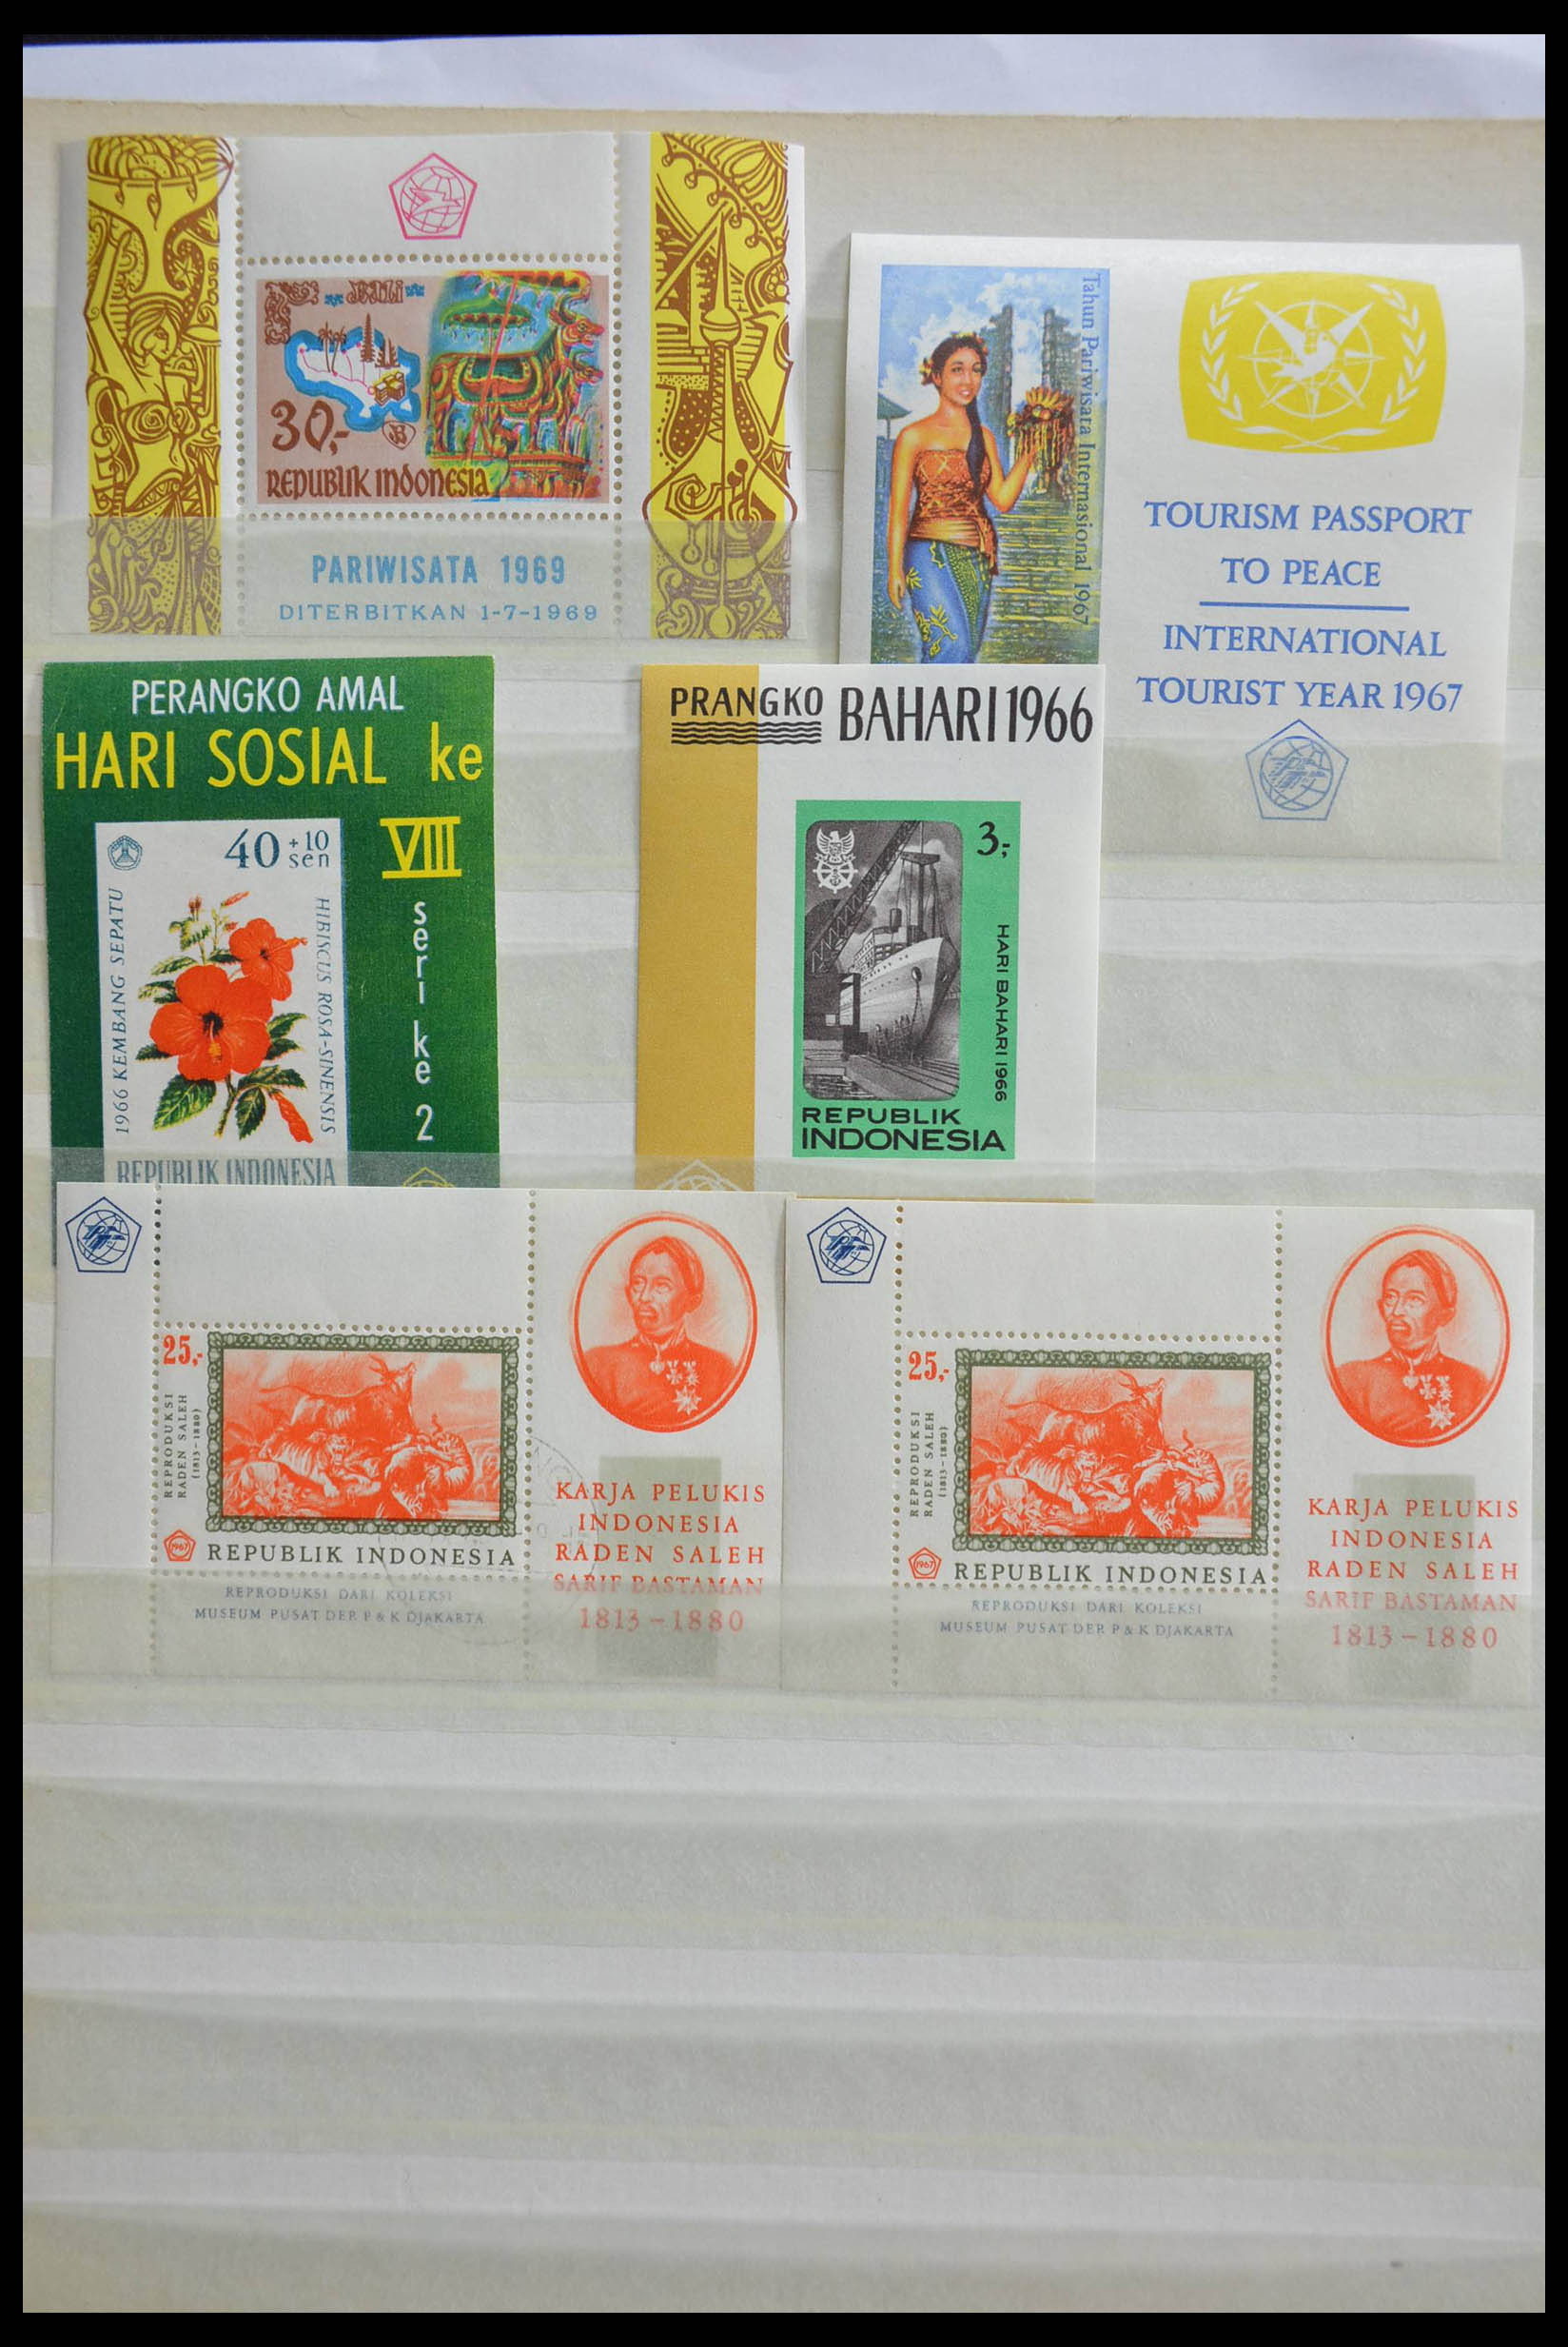 BALI
30,-
REPUBLIK INDONESIA
PARIWISATA 1969
DITERBITKAN 1-7-1969
Tahun Pariwisata Internasional 1967
TOURISM PASSPORT
TO PEACE
INTERNATIONAL
TOURIST YEAR 1967
PERANGKO AMAL
HARI SOSIAL ke
VIII
seri ke 2
40 +10
sen
1966 KEMBANG SEPATU
HIBISCUS ROSA-SINENSIS
REPUBLIK INDONESIA
PRANGKO BAHARI 1966
3,-
HARI BAHARI 1966
REPUBLIK
INDONESIA
25,-
REPRODUKSI
RADEN SALEH
(1813-1880)
1967
REPUBLIK INDONESIA
REPRODUKSI DARI KOLEKSI
MUSEUM PUSAT DEP. P & K DJAKARTA
KARJA PELUKIS
INDONESIA
RADEN SALEH
SARIF BASTAMAN
1813-1880
25,-
REPRODUKSI
RADEN SALEH
(1813-1880)
1967
REPUBLIK INDONESIA
REPRODUKSI DARI KOLEKSI
MUSEUM PUSAT DEP. P & K DJAKARTA
KARJA PELUKIS
INDONESIA
RADEN SALEH
SARIF BASTAMAN
1813-1880